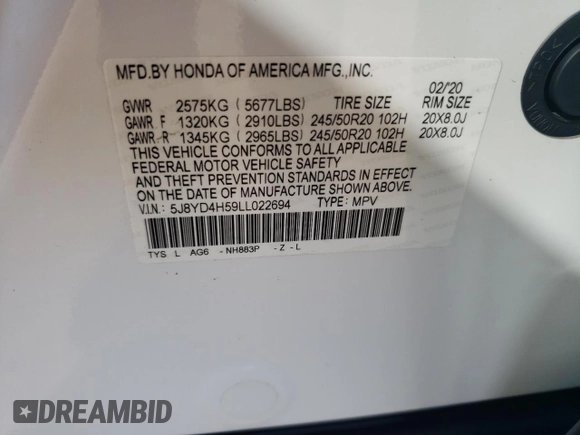 MFD.BY HONDA OF AMERICA MFG.,INC.
02/'20
GVWR 2575KG (5677LBS) TIRE SIZE RIM SIZE
GAWR. F 1320KG (2910LBS) 245/50R20 102H 20X8.0J
GAWR. R 1345KG (2965LBS) 245/50R20 102H 20X8.0J
THIS VEHICLE CONFORMS TO ALL APPLICABLE
FEDERAL MOTOR VEHICLE SAFETY
AND THEFT PREVENTION STANDARDS IN EFFECT
ON THE DATE OF MANUFACTURE SHOWN ABOVE.
V.I.N.: 5J8YD4H59LL022694 TYPE: MPV
TYS L AG6 - NH883P - Z - L
DREAMBID